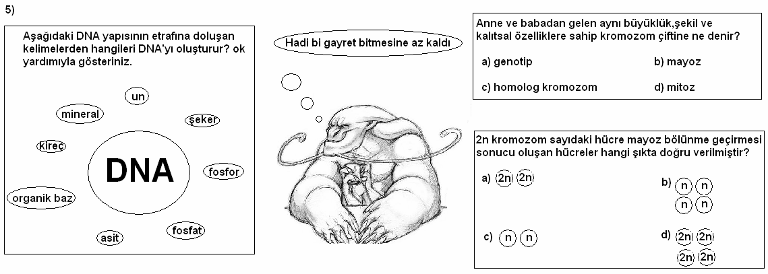 5)
Aşağıdaki DNA yapısının etrafına doluşan
kelimelerden hangileri DNA'yı oluşturur? ok
yardımıyla gösteriniz.
un
mineral
şeker
kireç
DNA
fosfor
organik baz
asit
fosfat
Hadi bi gayret bitmesine az kaldı
Anne ve babadan gelen aynı büyüklük,şekil ve
kalıtsal özelliklere sahip kromozom çiftine ne denir?
a) genotip b) mayoz
c) homolog kromozom d) mitoz
2n kromozom sayıdaki hücre mayoz bölünme geçirmesi
sonucu oluşan hücreler hangi şıkta doğru verilmiştir?
a) 2n 2n
b) n n
n n
c) n n
d) 2n 2n
2n 2n